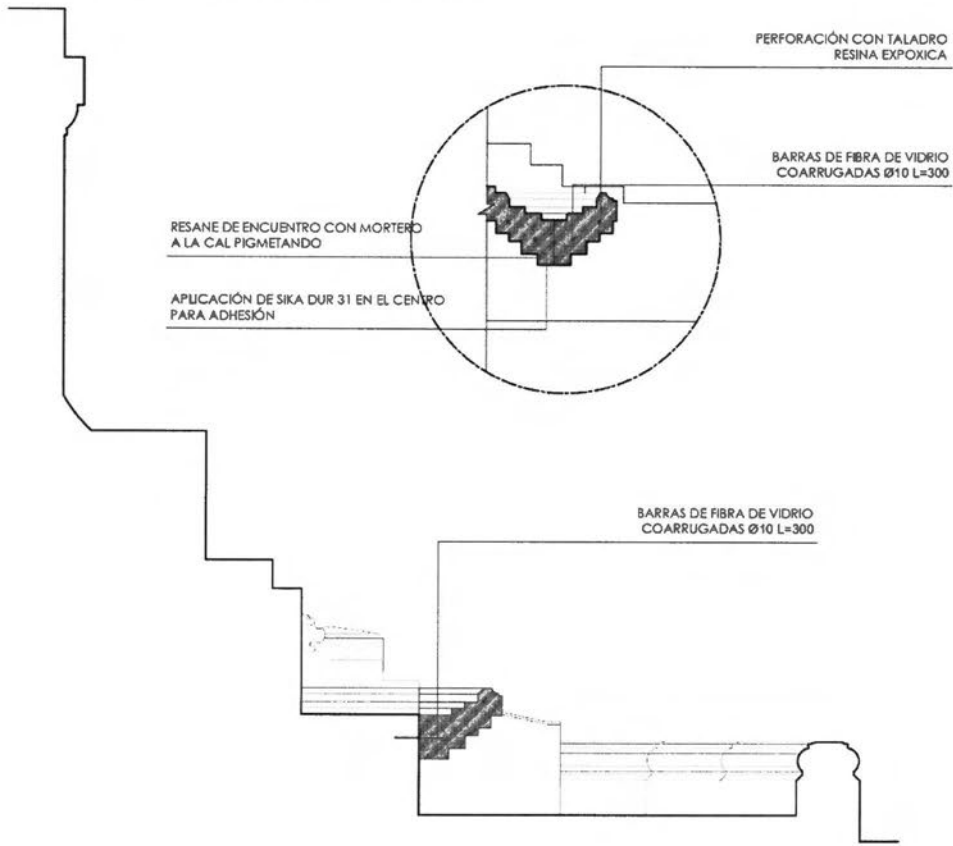 PERFORACIÓN CON TALADRO
RESINA EXPOXICA
BARRAS DE FIBRA DE VIDRIO
COARRUGADAS Ø10 L=300
RESANE DE ENCUENTRO CON MORTERO
A LA CAL PIGMETANDO
APLICACIÓN DE SIKA DUR 31 EN EL CENTRO
PARA ADHESIÓN
BARRAS DE FIBRA DE VIDRIO
COARRUGADAS Ø10 L=300